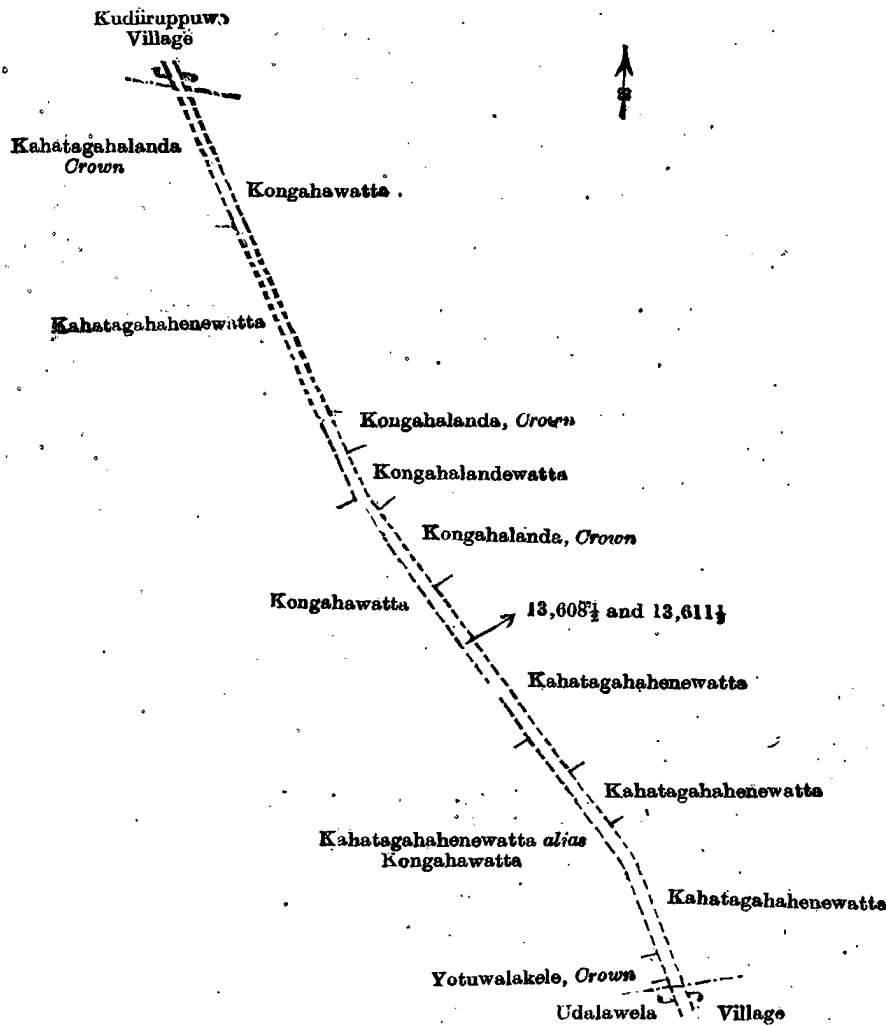 Kudiiruppuwa
Village
Kahatagahalanda
Crown
Kongahawatta
Kahatagahahenewatta
Kongahalanda, Crown
Kongahalandewatta
Kongahalanda, Crown
Kongahawatta
13,608½ and 13,611½
Kahatagahahenewatta
Kahatagahahenewatta
Kahatagahahenewatta alias
Kongahawatta
Kahatagahahenewatta
Yotuwalakele, Crown
Udalawela Village